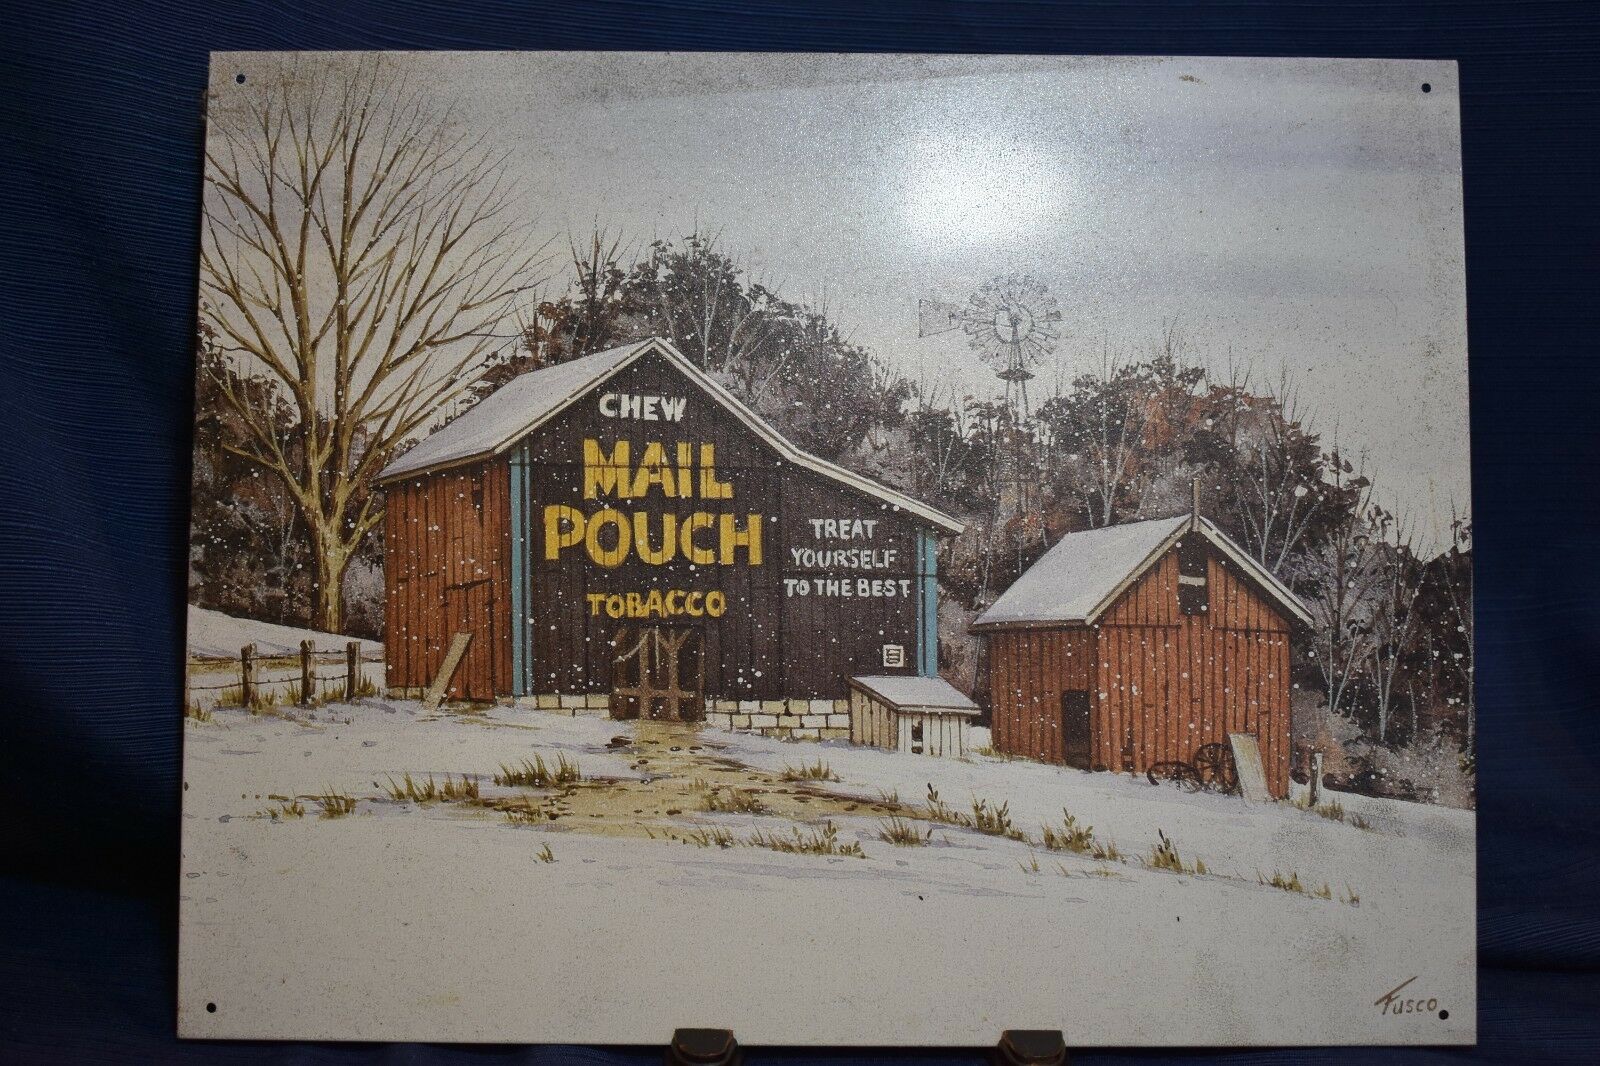 CHEW
MAIL
POUCH
TOBACCO
TREAT
YOURSELF
TO THE BEST
Fusco